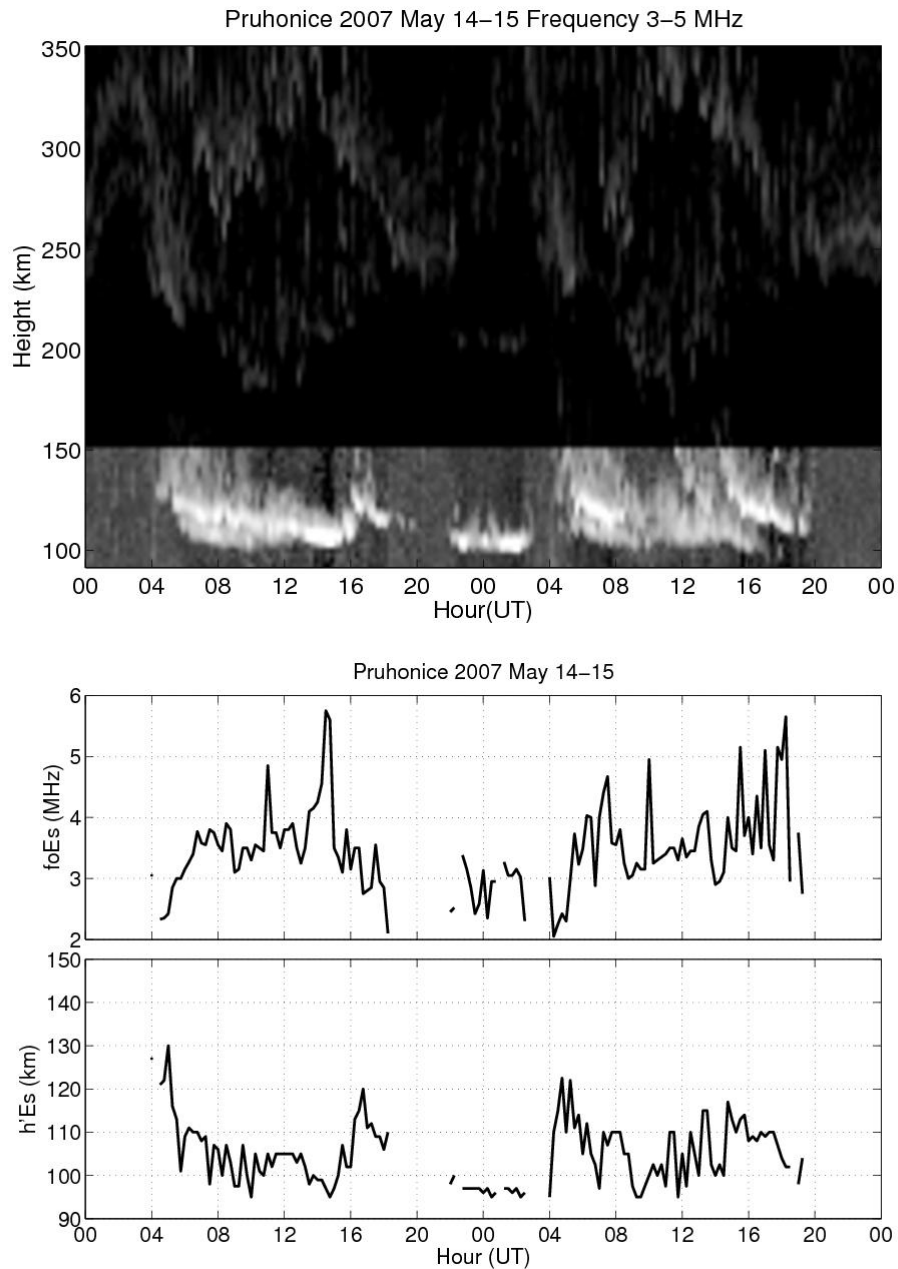 Pruhonice 2007 May 14−15 Frequency 3−5 MHz
Height (km)
350
300
250
200
150
100
00 04 08 12 16 20 00 04 08 12 16 20 00
Hour(UT)
Pruhonice 2007 May 14−15
foEs (MHz)
6
5
4
3
2
h'Es (km)
150
140
130
120
110
100
90
00 04 08 12 16 20 00 04 08 12 16 20 00
Hour (UT)